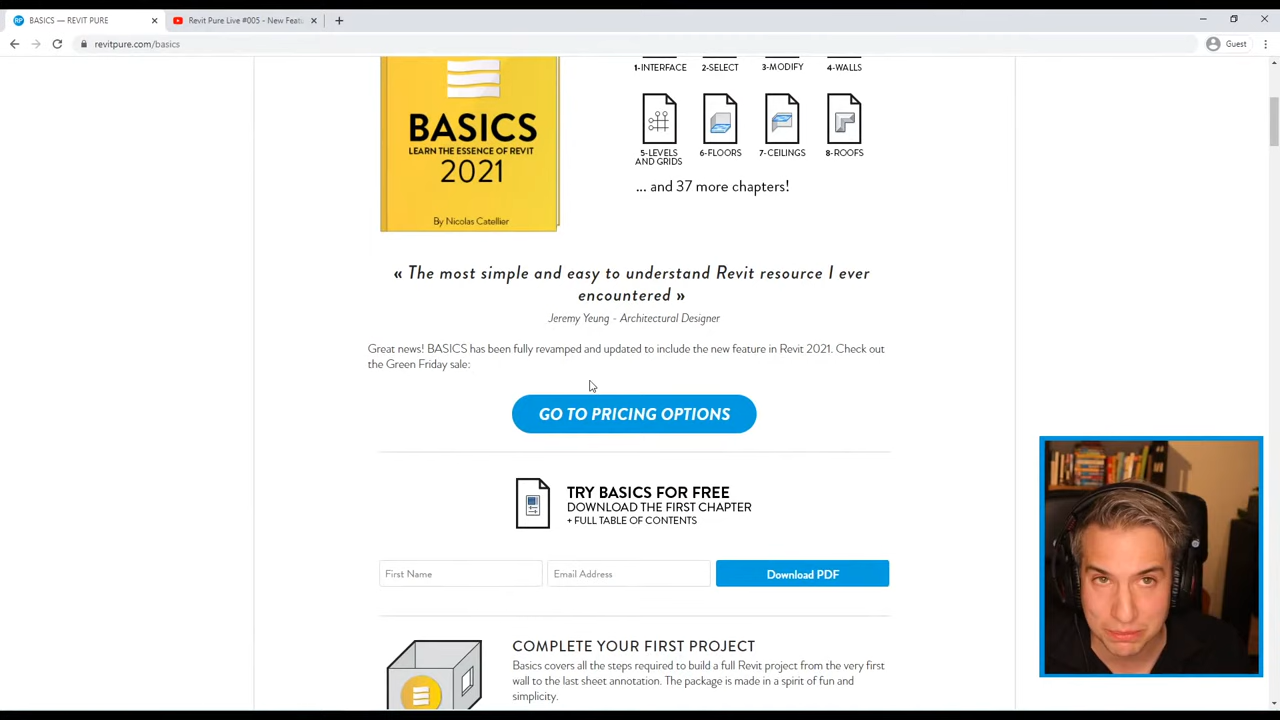 BASICS — REVIT PURE
Revit Pure Live #005 - New Featu
revitpure.com/basics
Guest
1-INTERFACE 2-SELECT 3-MODIFY 4-WALLS
BASICS
LEARN THE ESSENCE OF REVIT
2021
By Nicolas Catellier
5-LEVELS AND GRIDS 6-FLOORS 7-CEILINGS 8-ROOFS
... and 37 more chapters!
« The most simple and easy to understand Revit resource I ever
encountered »
Jeremy Yeung - Architectural Designer
Great news! BASICS has been fully revamped and updated to include the new feature in Revit 2021. Check out
the Green Friday sale:
GO TO PRICING OPTIONS
TRY BASICS FOR FREE
DOWNLOAD THE FIRST CHAPTER
+ FULL TABLE OF CONTENTS
First Name Email Address Download PDF
COMPLETE YOUR FIRST PROJECT
Basics covers all the steps required to build a full Revit project from the very first
wall to the last sheet annotation. The package is made in a spirit of fun and
simplicity.